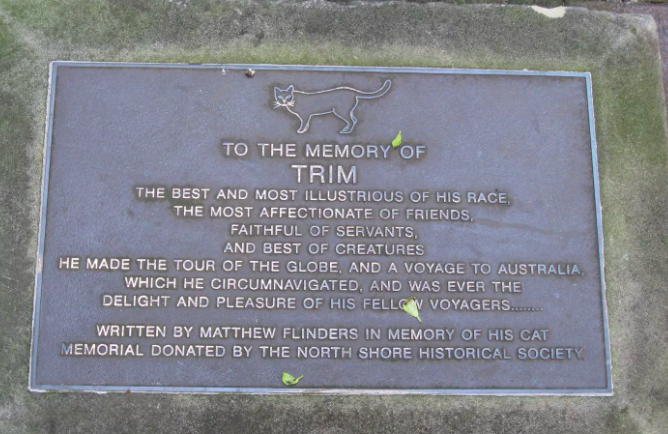 TO THE MEMORY OF
TRIM
THE BEST AND MOST ILLUSTRIOUS OF HIS RACE,
THE MOST AFFECTIONATE OF FRIENDS,
FAITHFUL OF SERVANTS,
AND BEST OF CREATURES
HE MADE THE TOUR OF THE GLOBE, AND A VOYAGE TO AUSTRALIA,
WHICH HE CIRCUMNAVIGATED, AND WAS EVER THE
DELIGHT AND PLEASURE OF HIS FELLOW VOYAGERS........
WRITTEN BY MATTHEW FLINDERS IN MEMORY OF HIS CAT
MEMORIAL DONATED BY THE NORTH SHORE HISTORICAL SOCIETY.